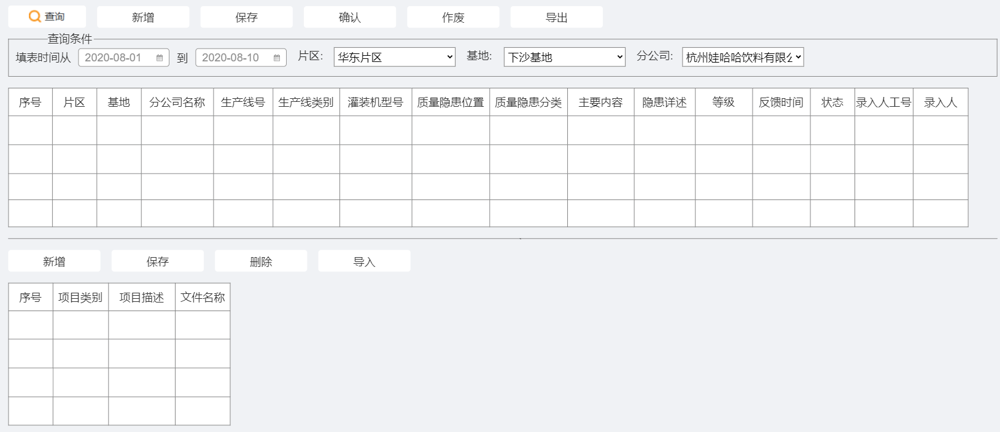 查询 新增 保存 确认 作废 导出
查询条件
填表时间从 2020-08-01 到 2020-08-10 片区: 华东片区 基地: 下沙基地 分公司: 杭州娃哈哈饮料有限
序号 片区 基地 分公司名称 生产线号 生产线类别 灌装机型号 质量隐患位置 质量隐患分类 主要内容 隐患详述 等级 反馈时间 状态 录入人工号 录入人
新增 保存 删除 导入
序号 项目类别 项目描述 文件名称